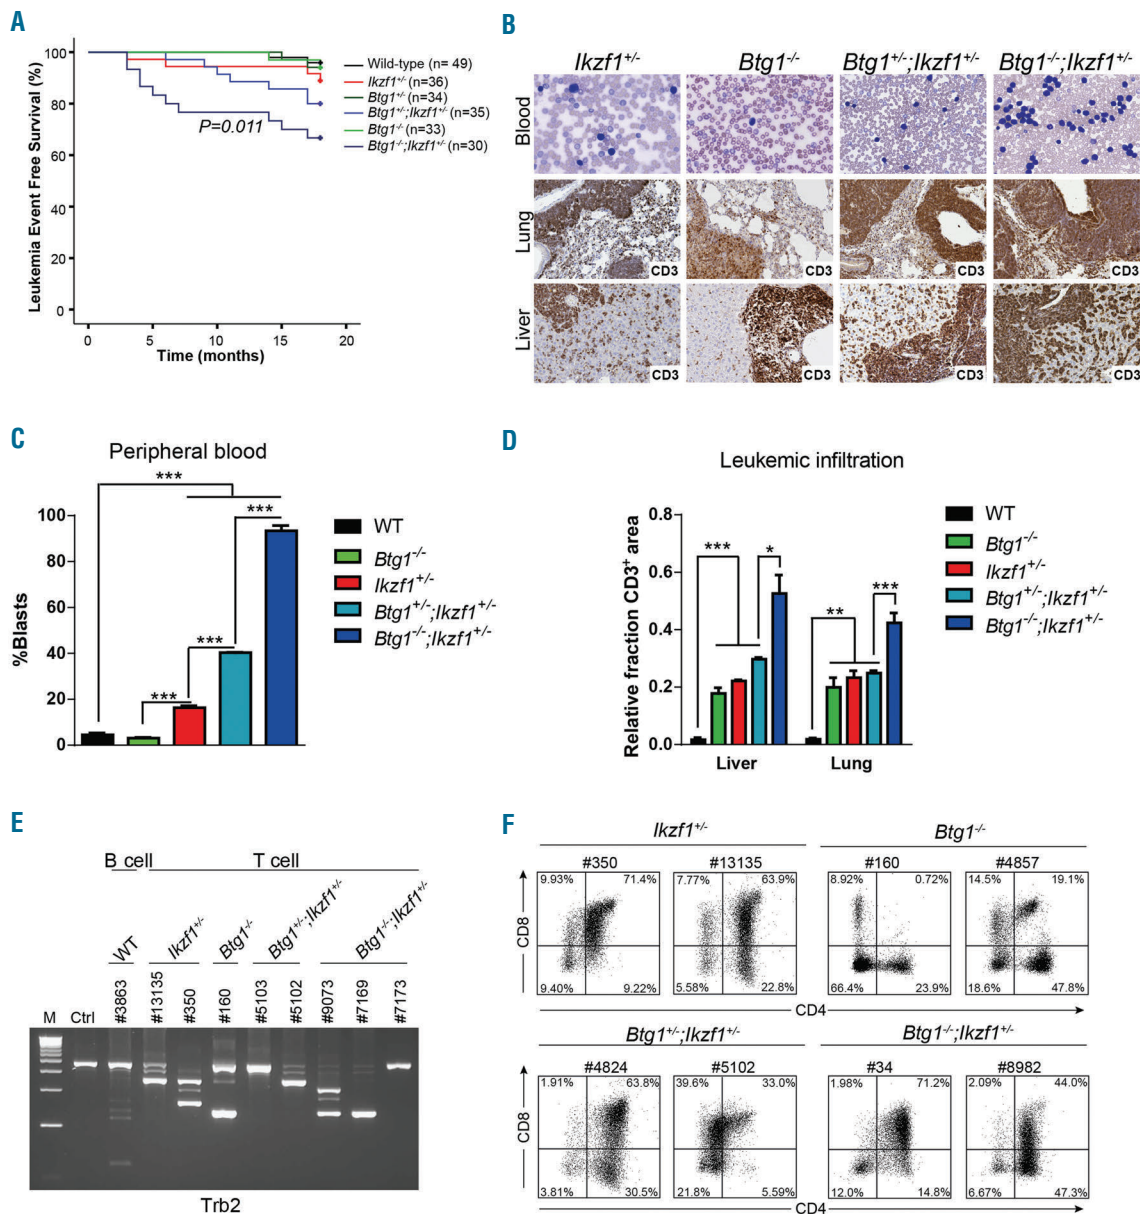 A
Leukemia Event Free Survival (%)
100
80
60
40
20
0
0 5 10 15 20
Time (months)
P=0.011
Wild-type (n= 49)
Ikzf1+/- (n=36)
Btg1+/- (n=34)
Btg1+/-;Ikzf1+/- (n=35)
Btg1-/- (n=33)
Btg1-/-;Ikzf1+/- (n=30)
B
Ikzf1+/- Btg1-/- Btg1+/-;Ikzf1+/- Btg1-/-;Ikzf1+/-
Blood
Lung
CD3 CD3 CD3 CD3
Liver
CD3 CD3 CD3 CD3
C
Peripheral blood
%Blasts
100
80
60
40
20
0
***
***
***
***
WT
Btg1-/-
Ikzf1+/-
Btg1+/-;Ikzf1+/-
Btg1-/-;Ikzf1+/-
D
Leukemic infiltration
Relative fraction CD3+ area
0.8
0.6
0.4
0.2
0.0
*** *
** ***
Liver Lung
WT
Btg1-/-
Ikzf1+/-
Btg1+/-;Ikzf1+/-
Btg1-/-;Ikzf1+/-
E
B cell T cell
WT Ikzf1+/- Btg1-/- Btg1+/-;Ikzf1+/- Btg1-/-;Ikzf1+/-
M Ctrl #3863 #13135 #350 #160 #5103 #5102 #9073 #7169 #7173
Trb2
F
Ikzf1+/- Btg1-/-
#350 #13135 #160 #4857
9.93% 71.4% 7.77% 63.9% 8.92% 0.72% 14.5% 19.1%
CD8
9.40% 9.22% 5.58% 22.8% 66.4% 23.9% 18.6% 47.8%
CD4
Btg1+/-;Ikzf1+/- Btg1-/-;Ikzf1+/-
#4824 #5102 #34 #8982
1.91% 63.8% 39.6% 33.0% 1.98% 71.2% 2.09% 44.0%
CD8
3.81% 30.5% 21.8% 5.59% 12.0% 14.8% 6.67% 47.3%
CD4